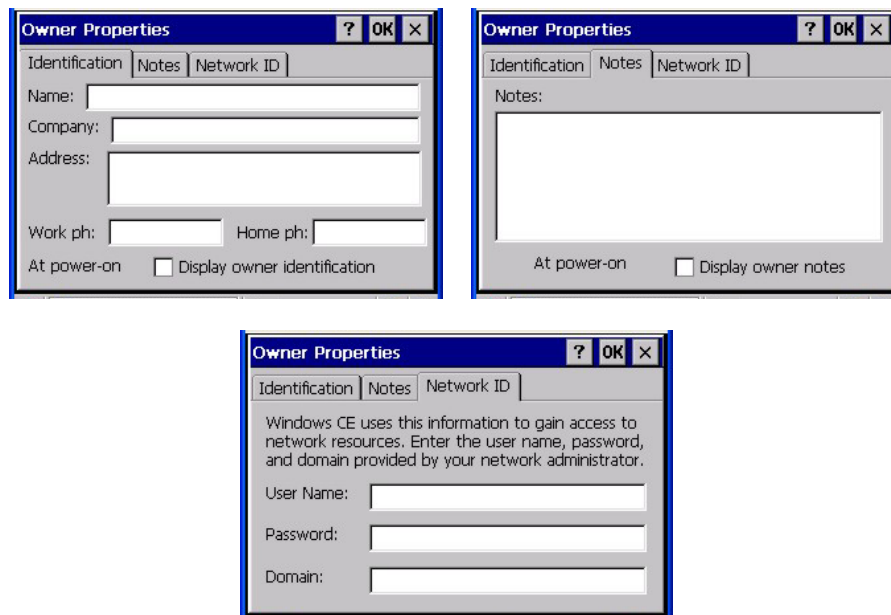 Owner Properties ? OK ×
Identification Notes Network ID
Name:
Company:
Address:
Work ph: Home ph:
At power-on Display owner identification
Owner Properties ? OK ×
Identification Notes Network ID
Notes:
At power-on Display owner notes
Owner Properties ? OK ×
Identification Notes Network ID
Windows CE uses this information to gain access to
network resources. Enter the user name, password,
and domain provided by your network administrator.
User Name:
Password:
Domain: